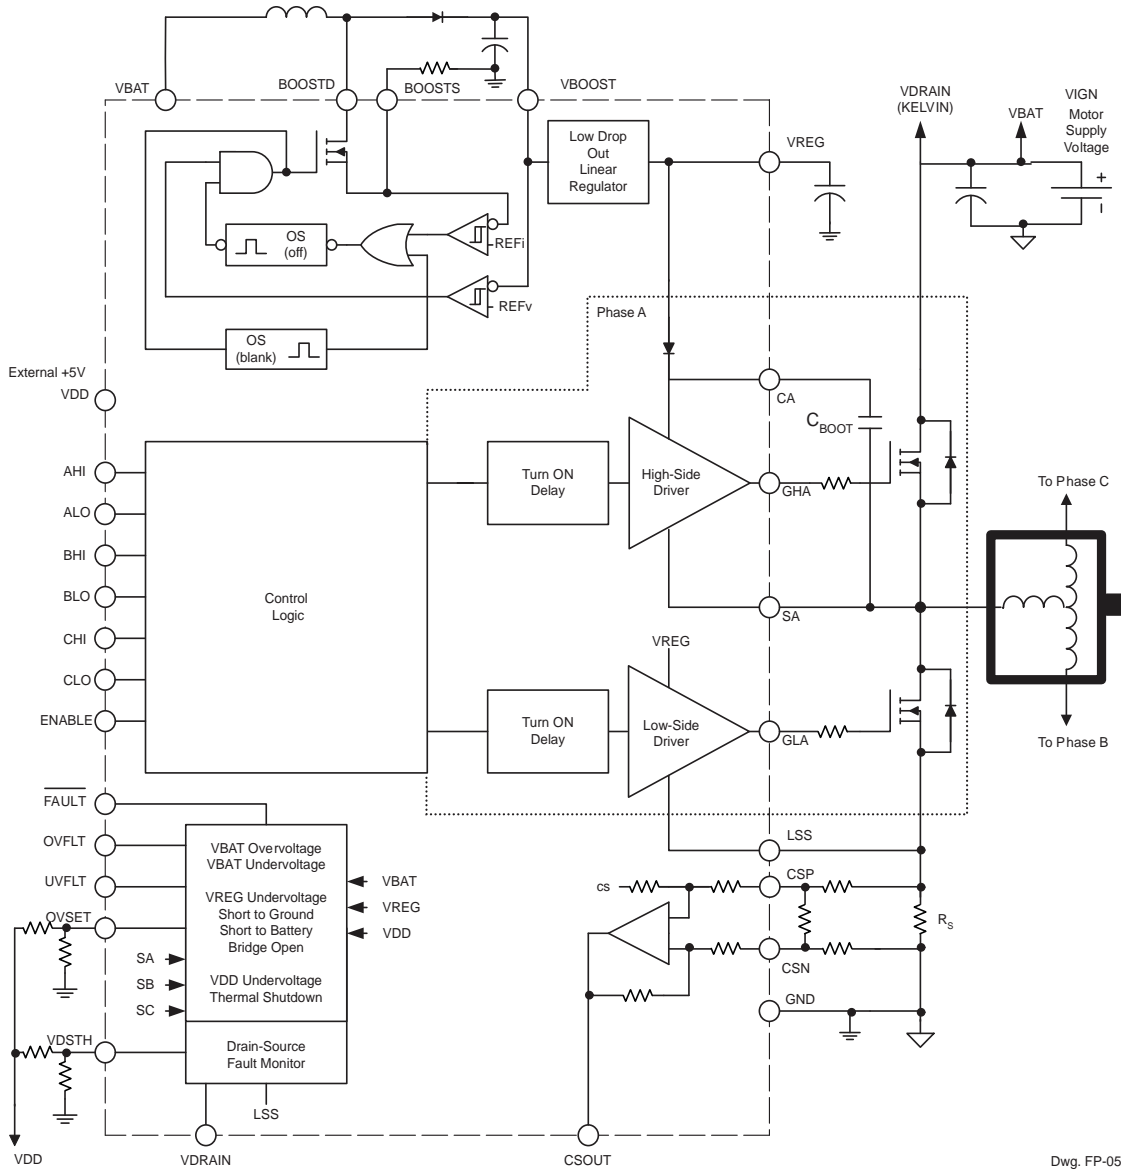 VBAT
BOOSTD
BOOSTS
VBOOST
VDRAIN
(KELVIN)
VBAT
VIGN
Motor
Supply
Voltage
+
Low Drop
Out
Linear
Regulator
VREG
OS
(off)
REFi
REFv
OS
(blank)
Phase A
External +5V
VDD
CA
CBOOT
AHI
ALO
BHI
BLO
CHI
CLO
ENABLE
Control
Logic
Turn ON
Delay
High-Side
Driver
GHA
SA
To Phase C
To Phase B
VREG
Turn ON
Delay
Low-Side
Driver
GLA
FAULT
OVFLT
UVFLT
OVSET
VBAT Overvoltage
VBAT Undervoltage
VREG Undervoltage
Short to Ground
Short to Battery
Bridge Open
VDD Undervoltage
Thermal Shutdown
VBAT
VREG
VDD
SA
SB
SC
LSS
cs
CSP
RS
CSN
GND
VDSTH
Drain-Source
Fault Monitor
LSS
VDD
VDRAIN
CSOUT
Dwg. FP-05